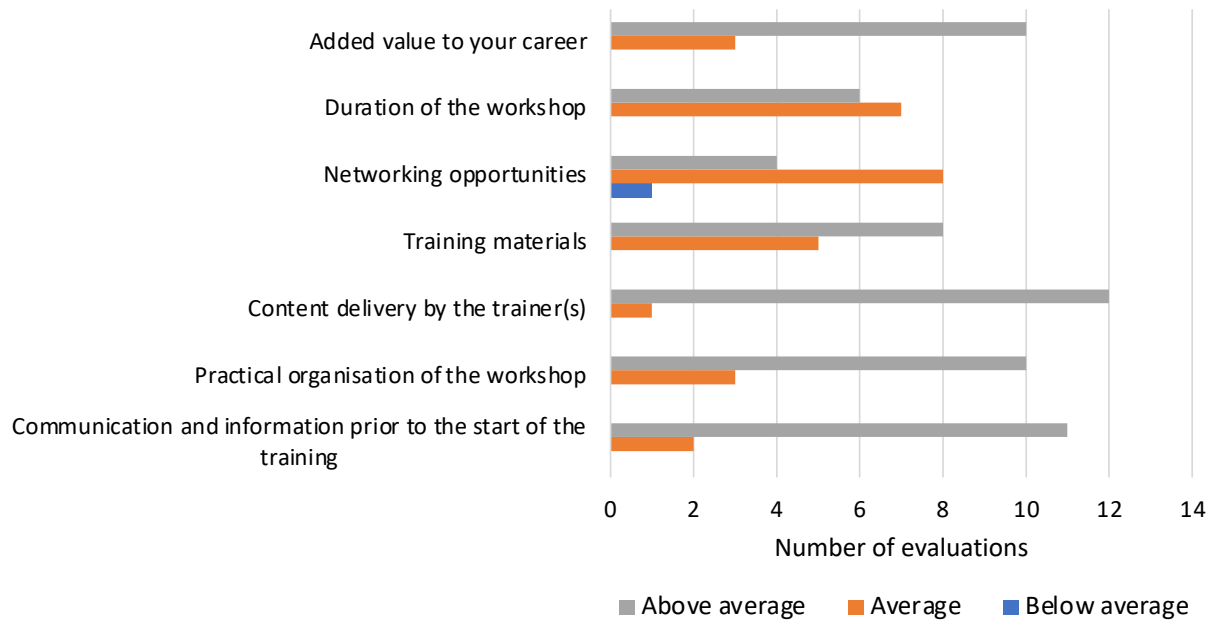 Added value to your career
Duration of the workshop
Networking opportunities
Training materials
Content delivery by the trainer(s)
Practical organisation of the workshop
Communication and information prior to the start of the
training
0 2 4 6 8 10 12 14
Number of evaluations
Above average Average Below average